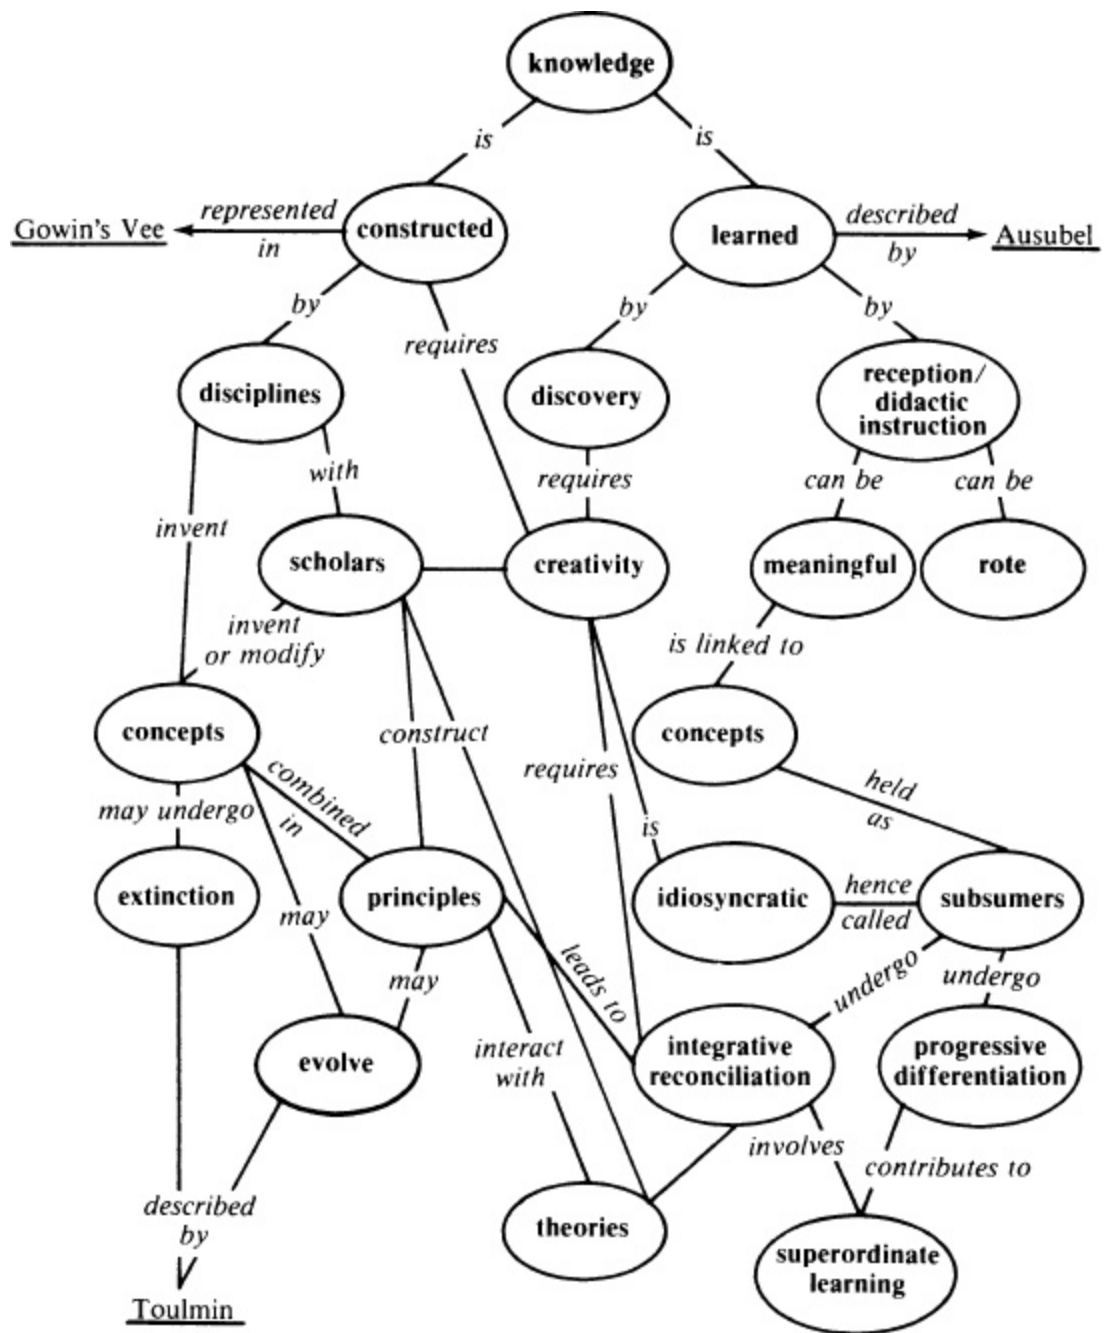 knowledge
is
is
Gowin's Vee
represented
in
constructed
learned
described
by
Ausubel
by
requires
by
by
disciplines
discovery
reception/
didactic
instruction
with
requires
can be
can be
invent
scholars
creativity
meaningful
rote
invent
or modify
is linked to
concepts
construct
requires
concepts
may undergo
combined
in
held
as
is
extinction
principles
idiosyncratic
hence
called
subsumers
may
may
leads to
undergo
undergo
evolve
interact
with
integrative
reconciliation
progressive
differentiation
involves
contributes to
described
by
theories
superordinate
learning
Toulmin